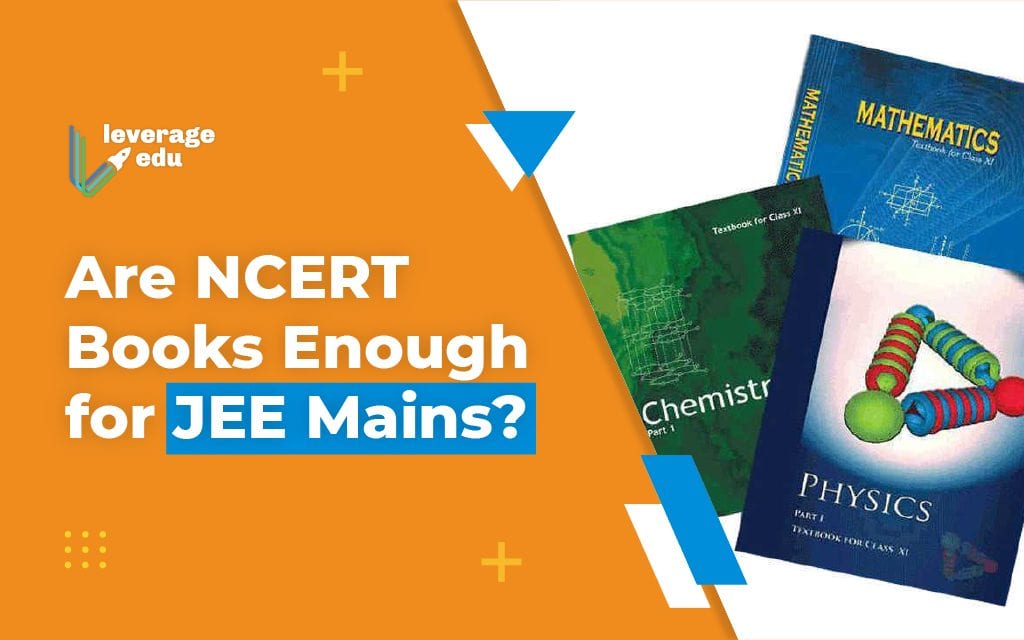 leverage
edu
Are NCERT
Books Enough
for JEE Mains?
MATHEMATICS
Textbook for Class XI
MATHEMATIC
Textbook for Class XI
Chemistr
Part I
PHYSICS
PART I
TEXTBOOK FOR CLASS XI